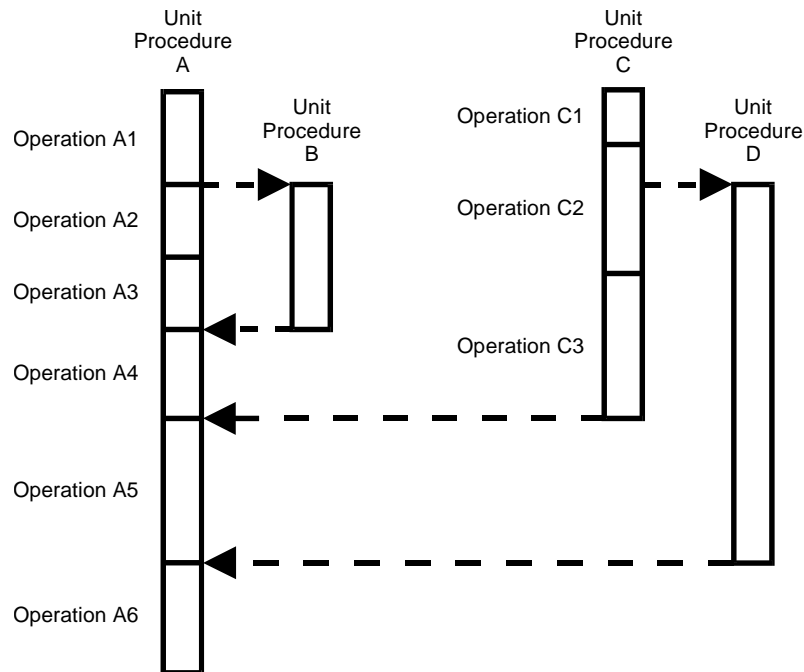 Unit
Procedure
A
Unit
Procedure
C
Unit
Procedure
B
Unit
Procedure
D
Operation A1
Operation C1
Operation A2
Operation C2
Operation A3
Operation C3
Operation A4
Operation A5
Operation A6